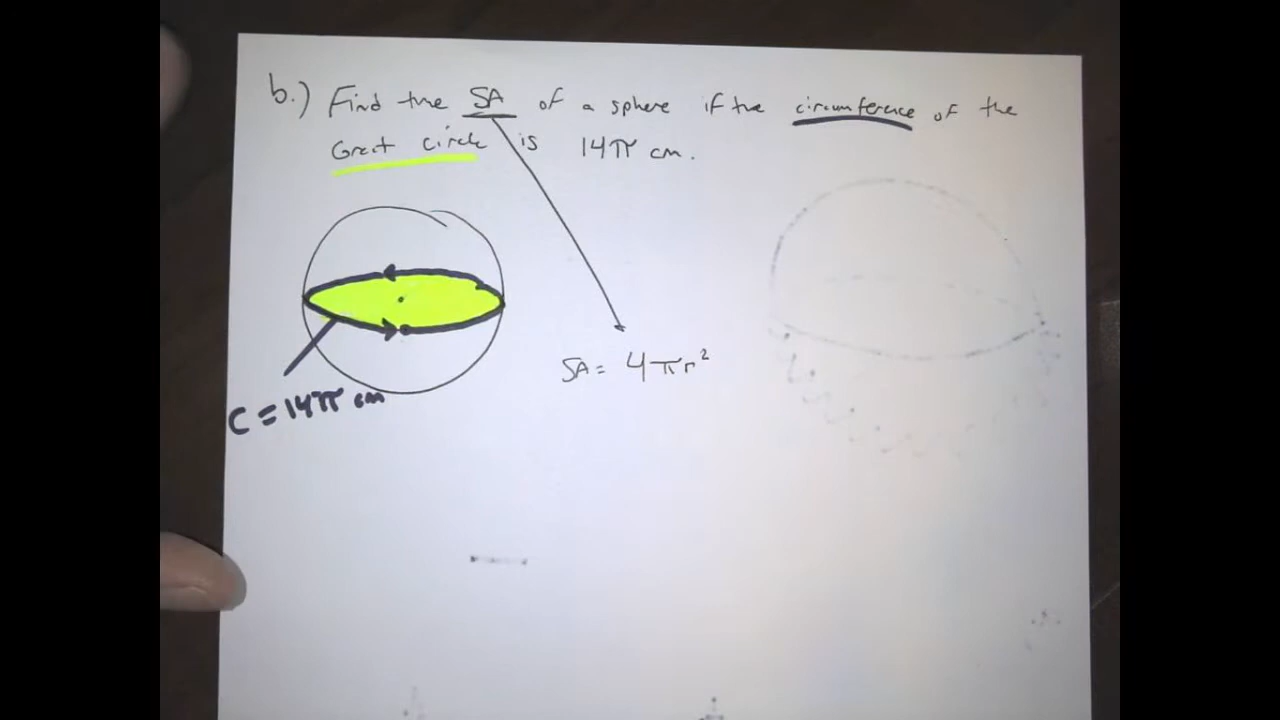 b.) Find the SA of a sphere if the circumference of the
Great circle is 14π cm.
SA = 4πr²
C = 14π cm